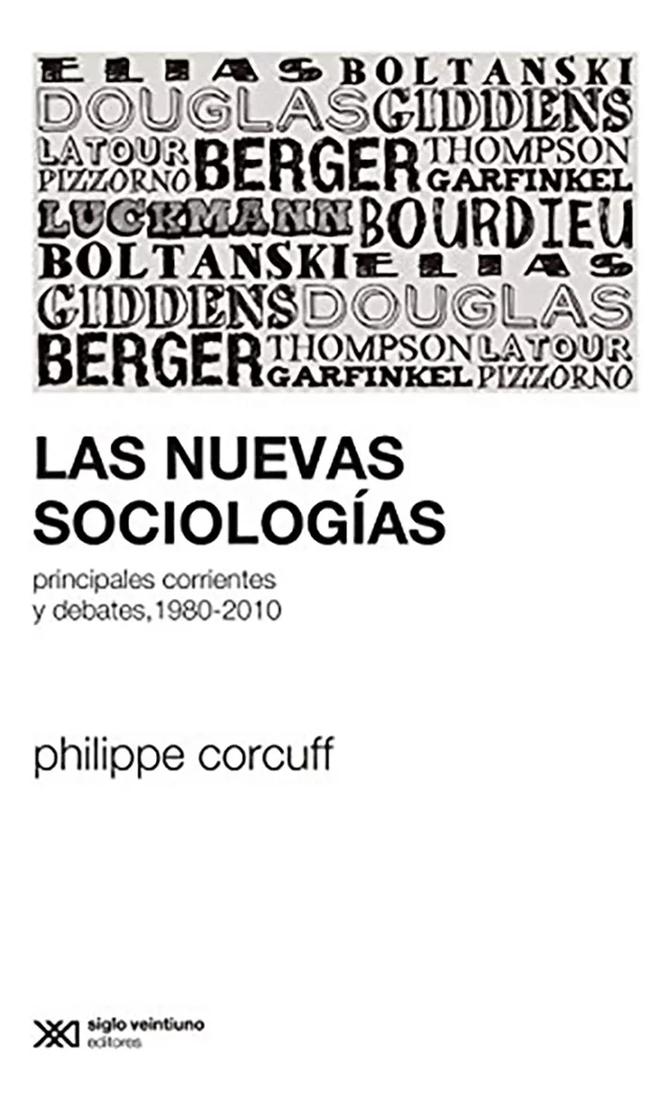 ELIAS BOLTANSKI
DOUGLAS GIDDENS
LATOUR BERGER THOMPSON
PIZZORNO GARFINKEL
LUCKMANN BOURDIEU
BOLTANSKI ELIAS
GIDDENS DOUGLAS
BERGER THOMPSON LATOUR
GARFINKEL PIZZORNO
LAS NUEVAS
SOCIOLOGÍAS
principales corrientes
y debates, 1980-2010
philippe corcuff
siglo veintiuno
editores